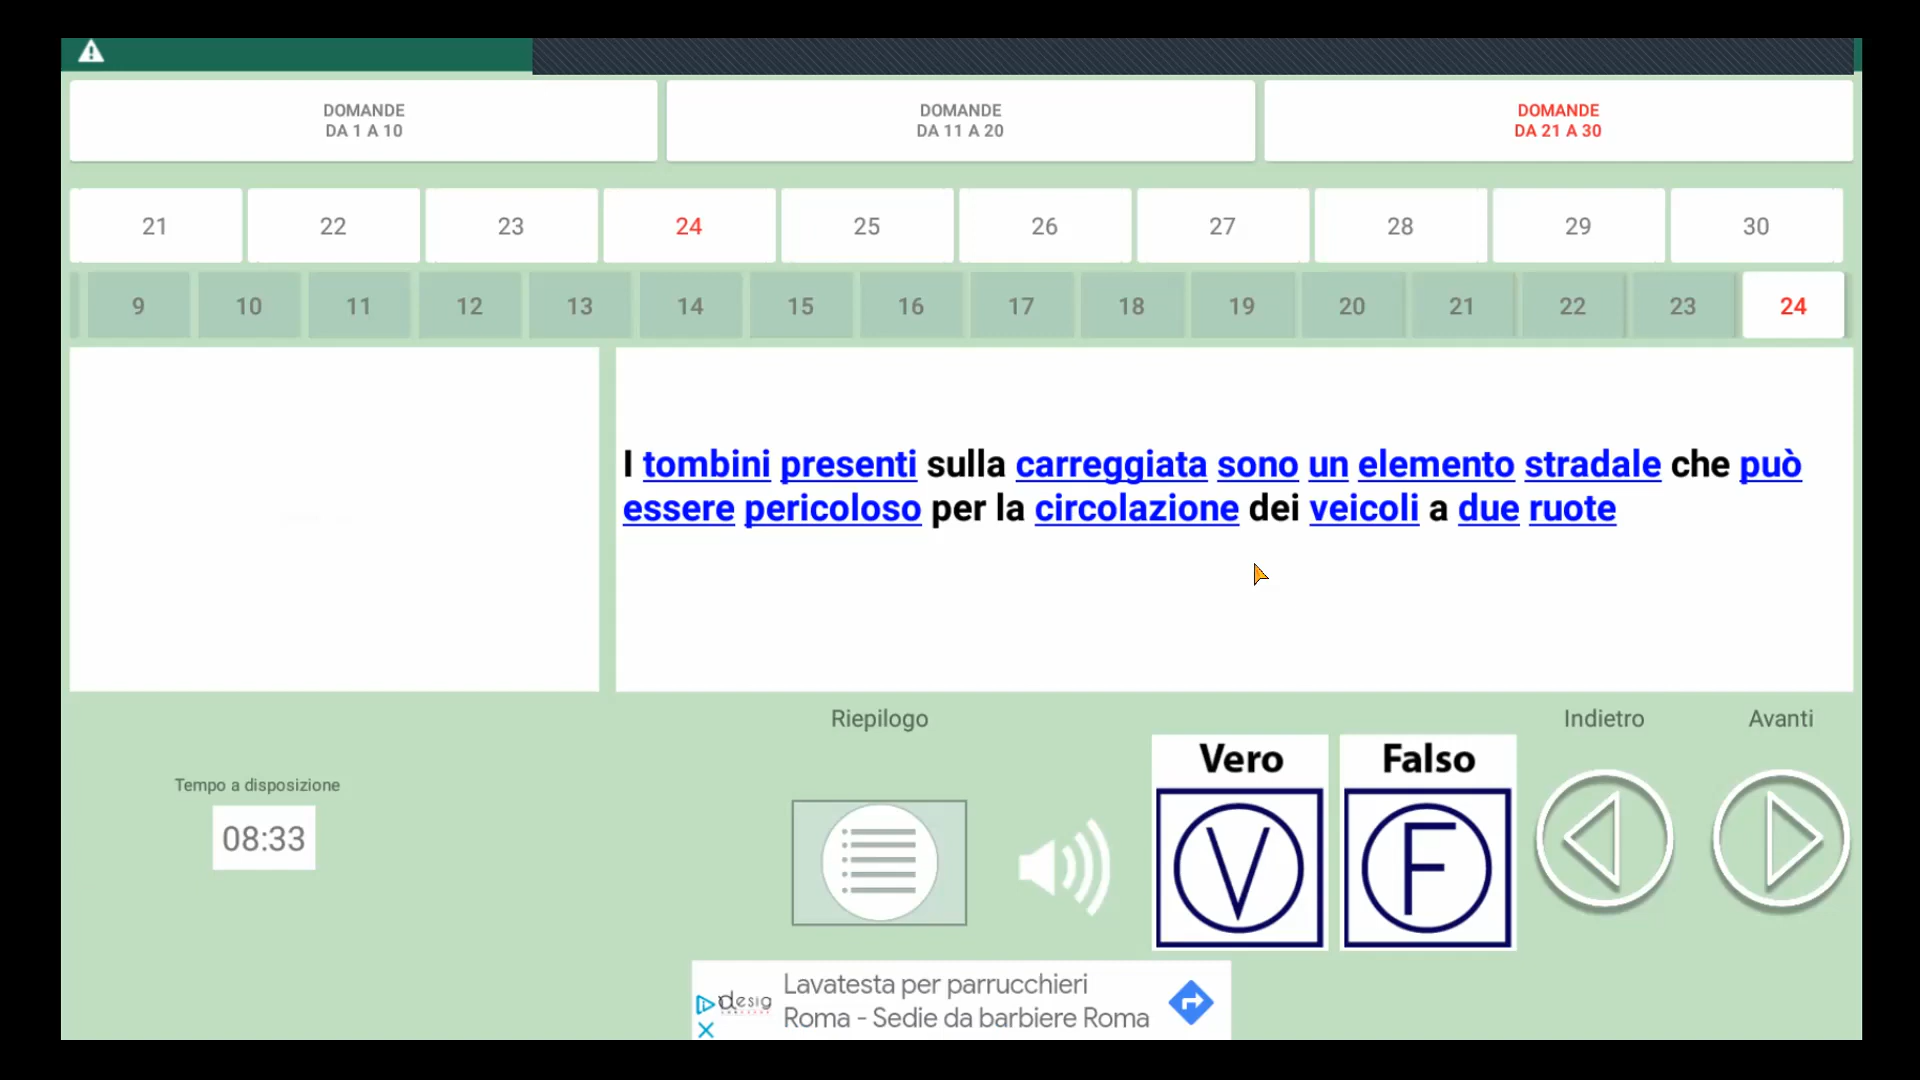 DOMANDE
DA 1 A 10
DOMANDE
DA 11 A 20
DOMANDE
DA 21 A 30
21 22 23 24 25 26 27 28 29 30
9 10 11 12 13 14 15 16 17 18 19 20 21 22 23 24
I tombini presenti sulla carreggiata sono un elemento stradale che può
essere pericoloso per la circolazione dei veicoli a due ruote
Riepilogo
Indietro
Avanti
Vero
Falso
V
F
Tempo a disposizione
08:33
Lavatesta per parrucchieri
Roma - Sedie da barbiere Roma